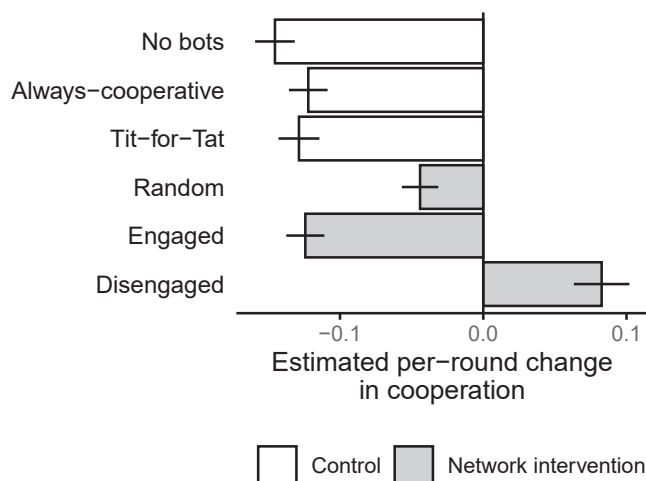 No bots
Always−cooperative
Tit−for−Tat
Random
Engaged
Disengaged
−0.1 0.0 0.1
Estimated per−round change
in cooperation
Control Network intervention